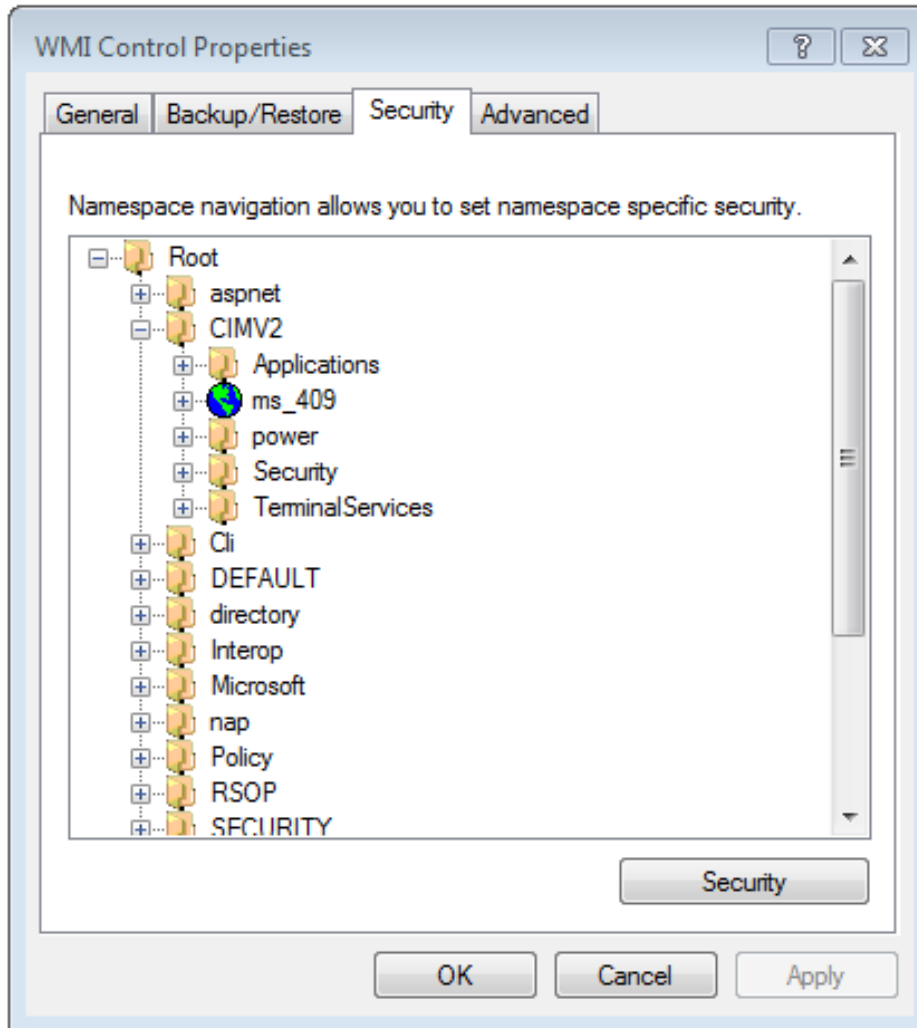 WMI Control Properties
General Backup/Restore Security Advanced
Namespace navigation allows you to set namespace specific security.
Root
aspnet
CIMV2
Applications
ms_409
power
Security
TerminalServices
Cli
DEFAULT
directory
Interop
Microsoft
nap
Policy
RSOP
SECURITY
Security
OK Cancel Apply